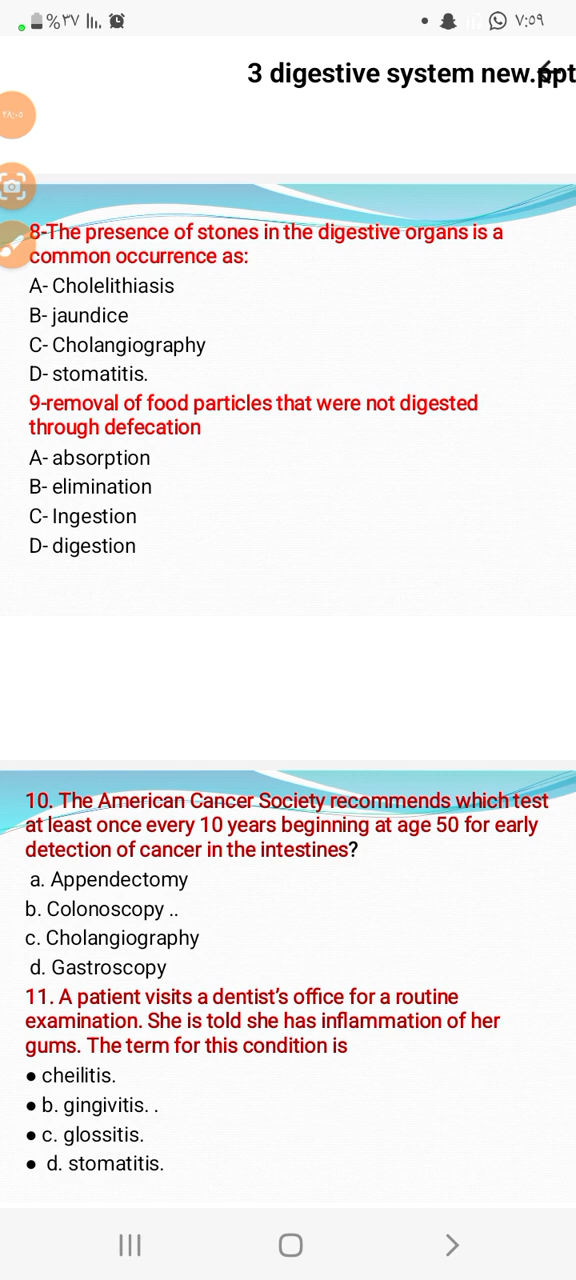 %٣٧
٧:٥٩
3 digestive system new.ppt
٢٨:٠٥
8-The presence of stones in the digestive organs is a
common occurrence as:
A- Cholelithiasis
B- jaundice
C- Cholangiography
D- stomatitis.
9-removal of food particles that were not digested
through defecation
A- absorption
B- elimination
C- Ingestion
D- digestion
10. The American Cancer Society recommends which test
at least once every 10 years beginning at age 50 for early
detection of cancer in the intestines?
a. Appendectomy
b. Colonoscopy ..
c. Cholangiography
d. Gastroscopy
11. A patient visits a dentist's office for a routine
examination. She is told she has inflammation of her
gums. The term for this condition is
• cheilitis.
• b. gingivitis. .
• c. glossitis.
• d. stomatitis.